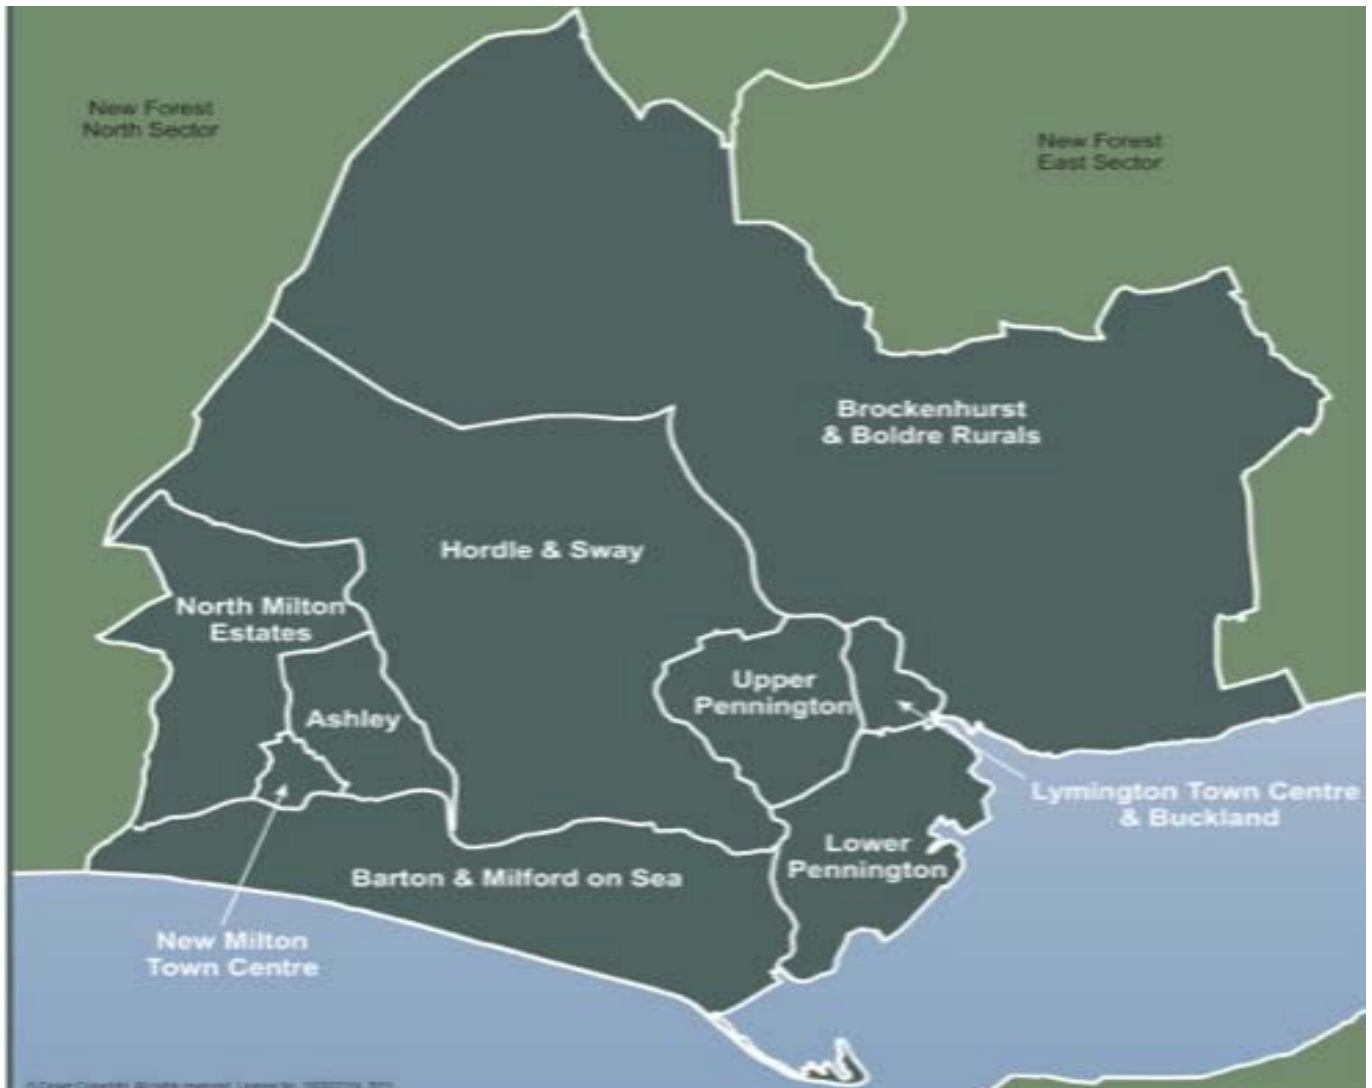 New Forest
North Sector
New Forest
East Sector
Brockenhurst
& Boldre Rurals
Hordle & Sway
North Milton
Estates
Upper
Pennington
Ashley
Lymington Town Centre
& Buckland
Lower
Pennington
Barton & Milford on Sea
New Milton
Town Centre